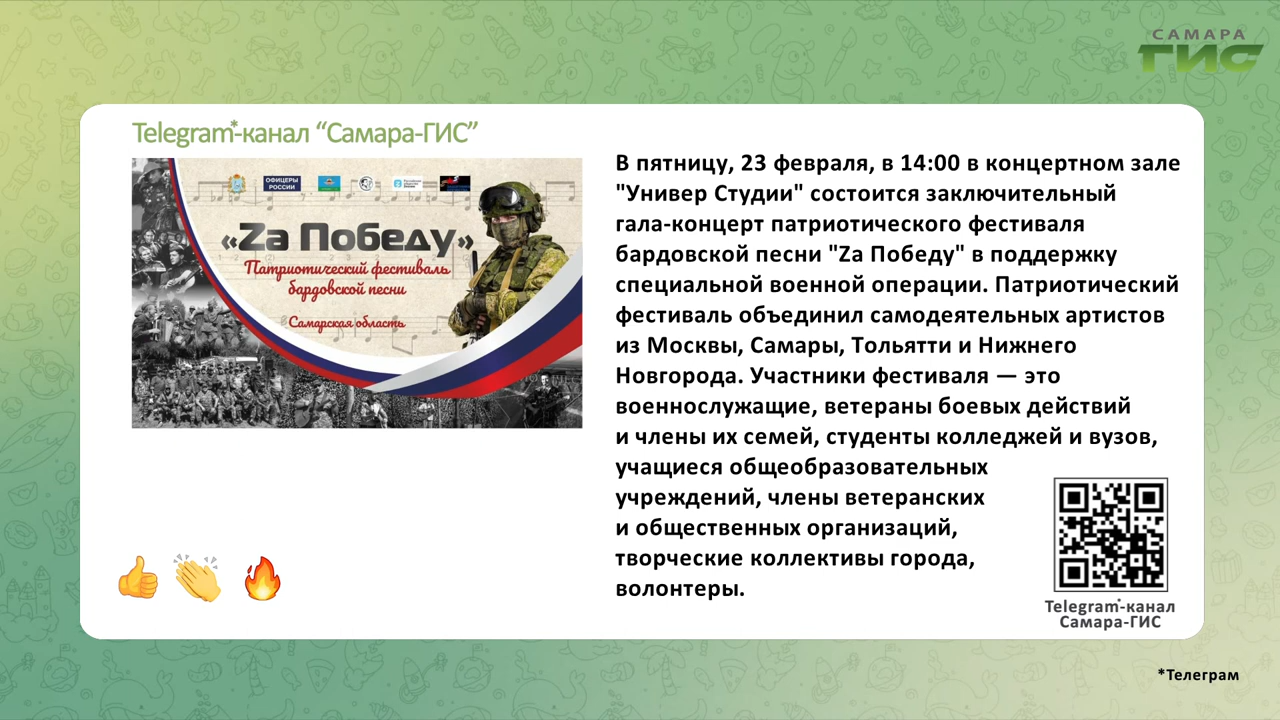 САМАРА
ГИС
Telegram*-канал “Самара-ГИС”
ОФИЦЕРЫ
РОССИИ
«Zа Победу»
Патриотический фестиваль
бардовской песни
Самарская область
В пятницу, 23 февраля, в 14:00 в концертном зале
"Универ Студии" состоится заключительный
гала-концерт патриотического фестиваля
бардовской песни "Zа Победу" в поддержку
специальной военной операции. Патриотический
фестиваль объединил самодеятельных артистов
из Москвы, Самары, Тольятти и Нижнего
Новгорода. Участники фестиваля — это
военнослужащие, ветераны боевых действий
и члены их семей, студенты колледжей и вузов,
учащиеся общеобразовательных
учреждений, члены ветеранских
и общественных организаций,
творческие коллективы города,
волонтеры.
Telegram*-канал
Самара-ГИС
*Телеграм